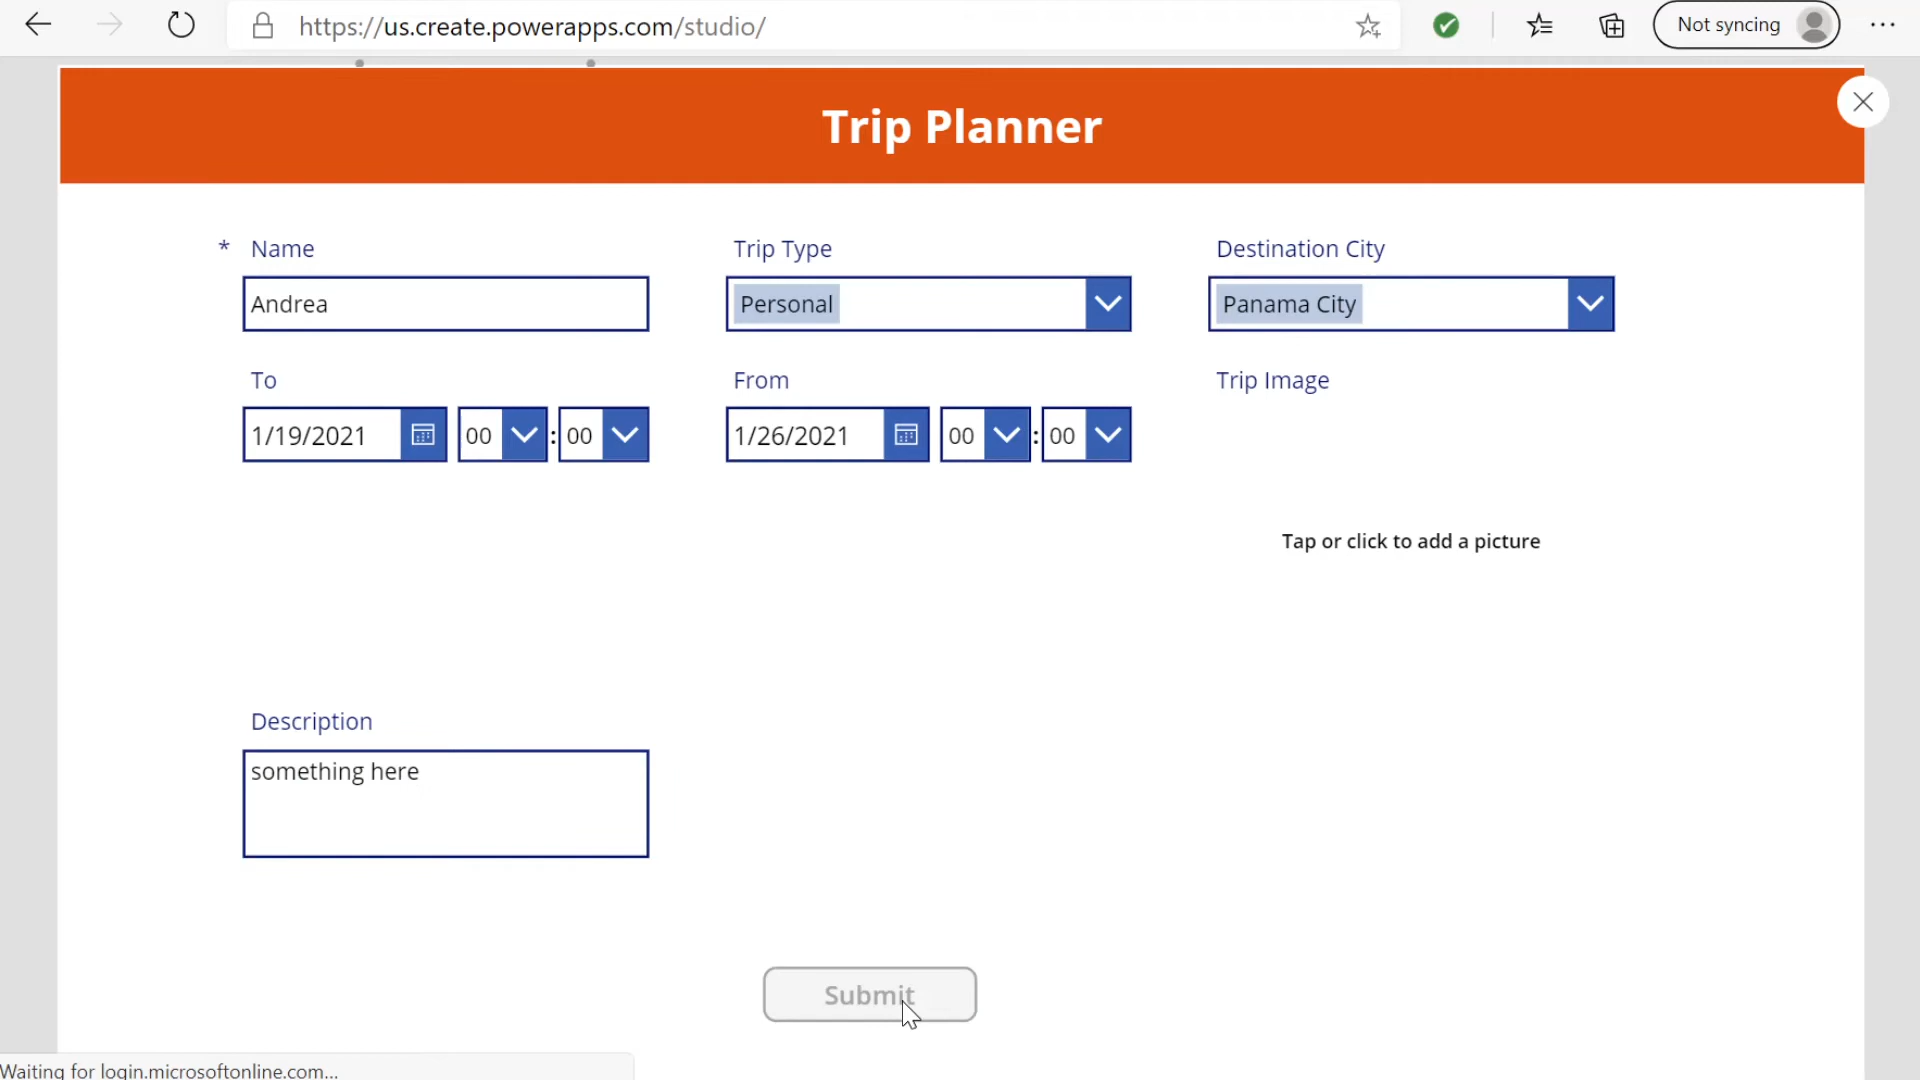 https://us.create.powerapps.com/studio/
Not syncing
Trip Planner
* Name
Trip Type
Destination City
Andrea
Personal
Panama City
To
From
Trip Image
1/19/2021 00 : 00
1/26/2021 00 : 00
Tap or click to add a picture
Description
something here
Submit
Waiting for login.microsoftonline.com...